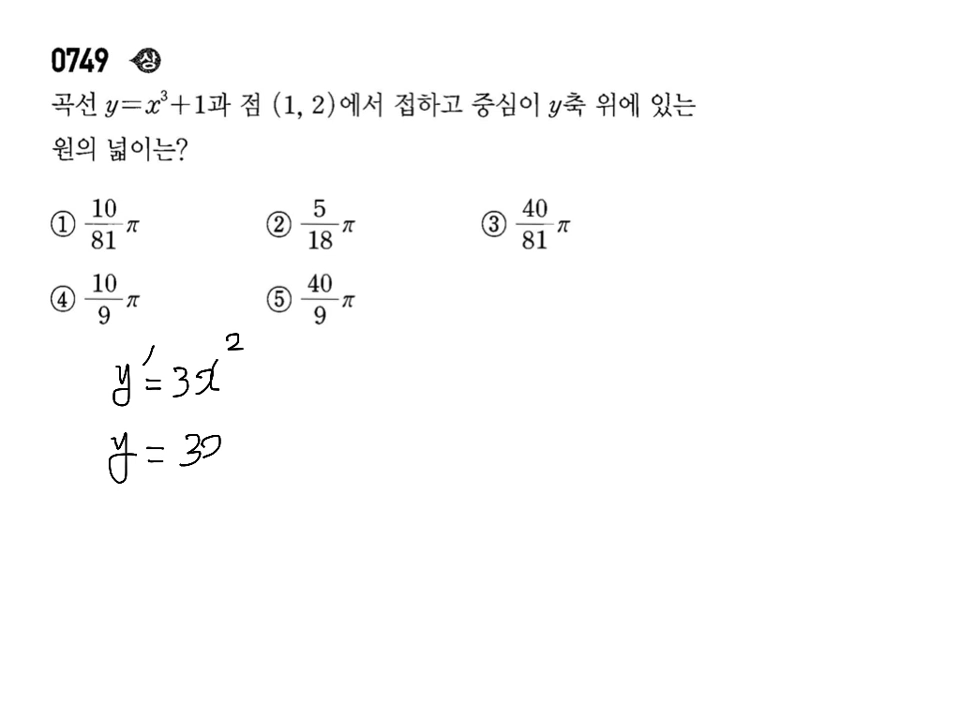 0749 상
곡선 y=x³+1과 점 (1, 2)에서 접하고 중심이 y축 위에 있는
원의 넓이는?
① 10/81 π ② 5/18 π ③ 40/81 π
④ 10/9 π ⑤ 40/9 π
y′=3x²
y=3